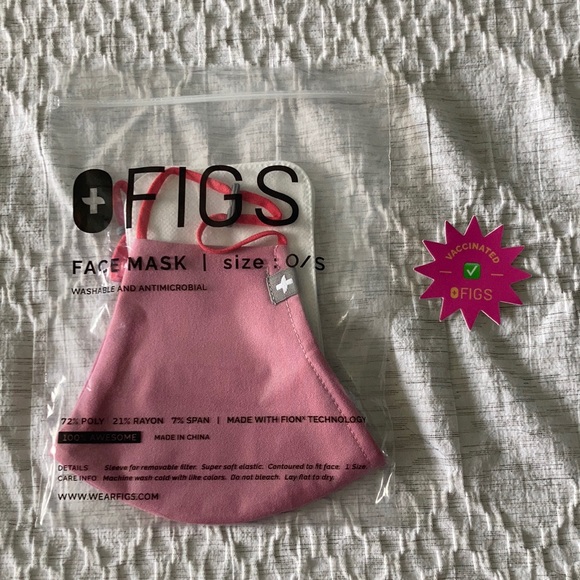 FIGS
FACE MASK | size : O/S
WASHABLE AND ANTIMICROBIAL
72% POLY 21% RAYON 7% SPAN | MADE WITH FIONx TECHNOLOGY
100% AWESOME MADE IN CHINA
DETAILS Sleeve for removable filter. Super soft elastic. Contoured to fit face. 1 Size
CARE INFO Machine wash cold with like colors. Do not bleach. Lay flat to dry.
WWW.WEARFIGS.COM
VACCINATED
FIGS